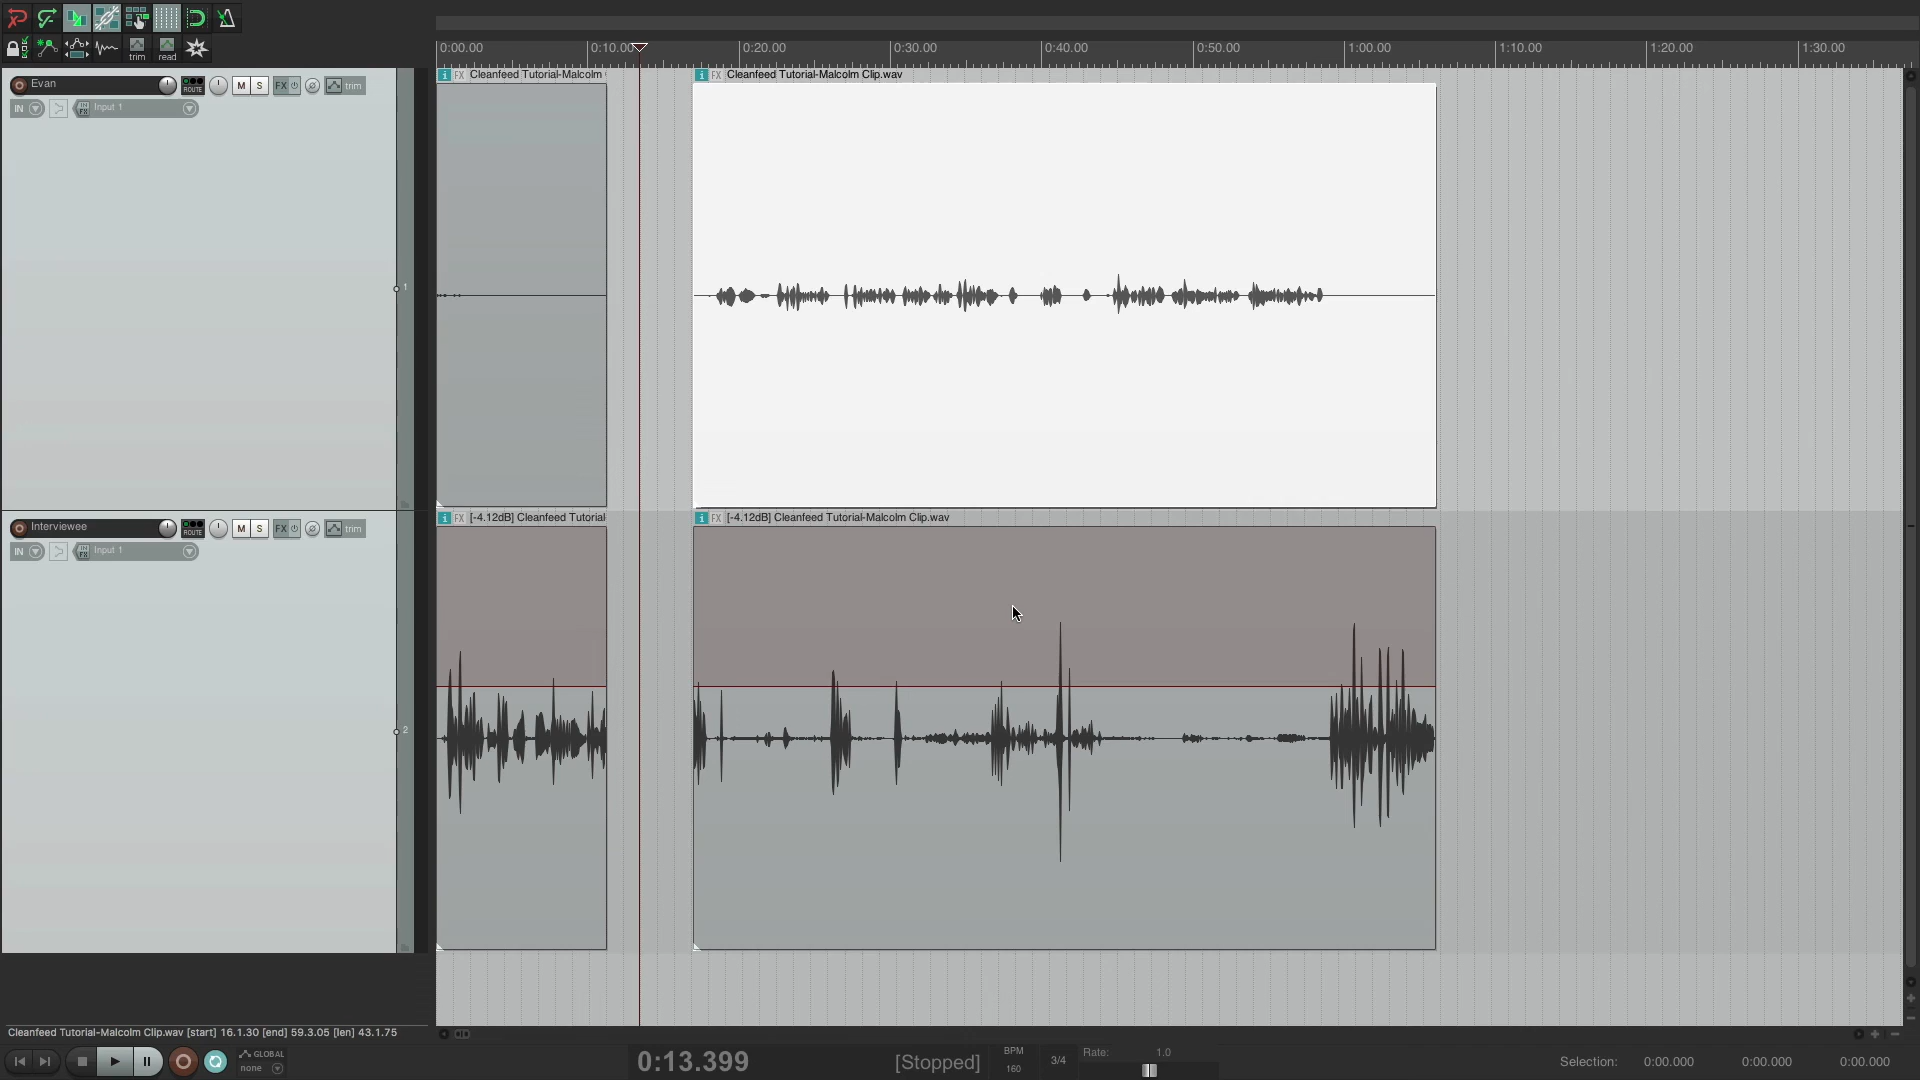 0:00.00 0:10.00 0:20.00 0:30.00 0:40.00 0:50.00 1:00.00 1:10.00 1:20.00 1:30.00
trim read
i FX Cleanfeed Tutorial-Malcolm
i FX Cleanfeed Tutorial-Malcolm Clip.wav
Evan ROUTE M S FX trim
IN FX Input 1
1
i FX [-4.12dB] Cleanfeed Tutorial-
i FX [-4.12dB] Cleanfeed Tutorial-Malcolm Clip.wav
Interviewee ROUTE M S FX trim
IN FX Input 1
2
Cleanfeed Tutorial-Malcolm Clip.wav [start] 16.1.30 [end] 59.3.05 [len] 43.1.75
GLOBAL
none
0:13.399 [Stopped]
BPM
160
3/4
Rate: 1.0
Selection: 0:00.000 0:00.000 0:00.000